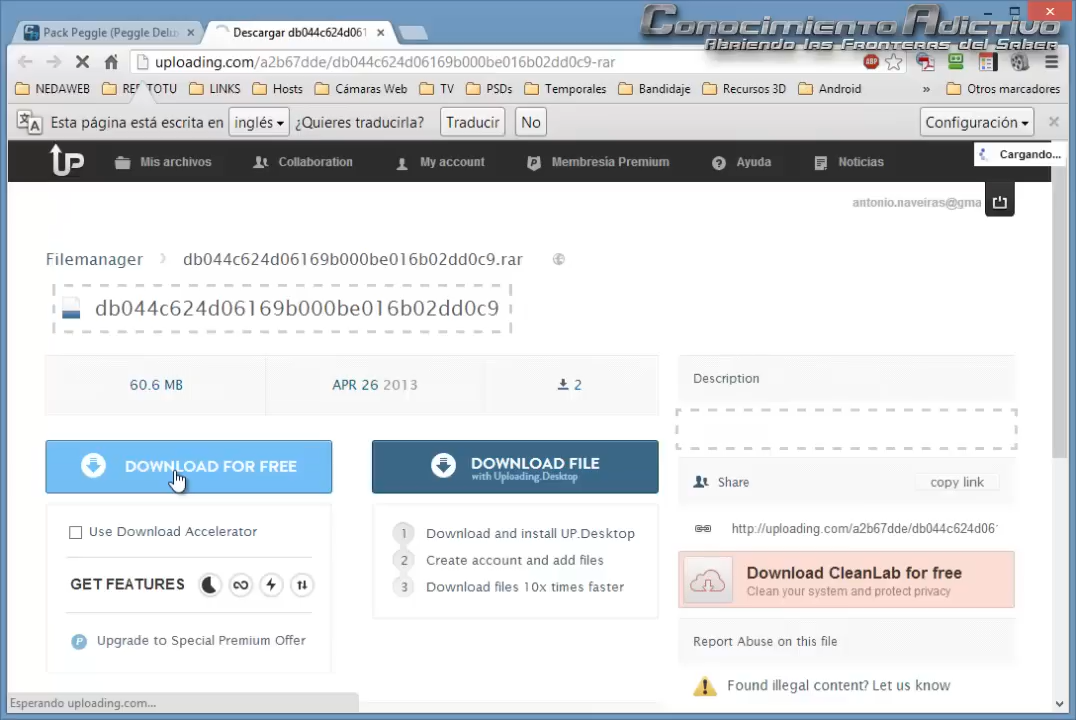 Pack Peggle (Peggle Delu
Descargar db044c624d061
Conocimiento Adictivo
Abriendo las Fronteras del Saber
uploading.com/a2b67dde/db044c624d06169b000be016b02dd0c9-rar
ABP
NEDAWEB
LINKS
Hosts
Cámaras Web
TV
PSDs
Temporales
Bandidaje
Recursos 3D
Android
»
Otros marcadores
Esta página está escrita en inglés ¿Quieres traducirla? Traducir No Configuración
UP
Mis archivos
Collaboration
My account
Membresia Premium
Ayuda
Noticias
Cargando...
antonio.naveiras@gma
Filemanager
db044c624d06169b000be016b02dd0c9.rar
db044c624d06169b000be016b02dd0c9
60.6 MB
APR 26 2013
2
Description
DOWNLOAD FOR FREE
DOWNLOAD FILE
with Uploading.Desktop
Share
copy link
Use Download Accelerator
1 Download and install UP.Desktop
2 Create account and add files
3 Download files 10x times faster
http://uploading.com/a2b67dde/db044c624d06
GET FEATURES
Download CleanLab for free
Clean your system and protect privacy
P Upgrade to Special Premium Offer
Report Abuse on this file
Found illegal content? Let us know
Esperando uploading.com...